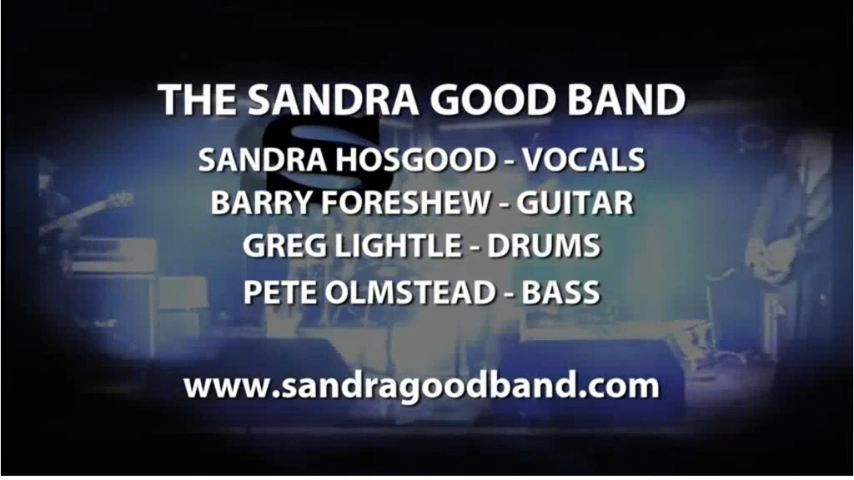 THE SANDRA GOOD BAND
SANDRA HOSGOOD - VOCALS
BARRY FORESHEW - GUITAR
GREG LIGHTLE - DRUMS
PETE OLMSTEAD - BASS
www.sandragoodband.com